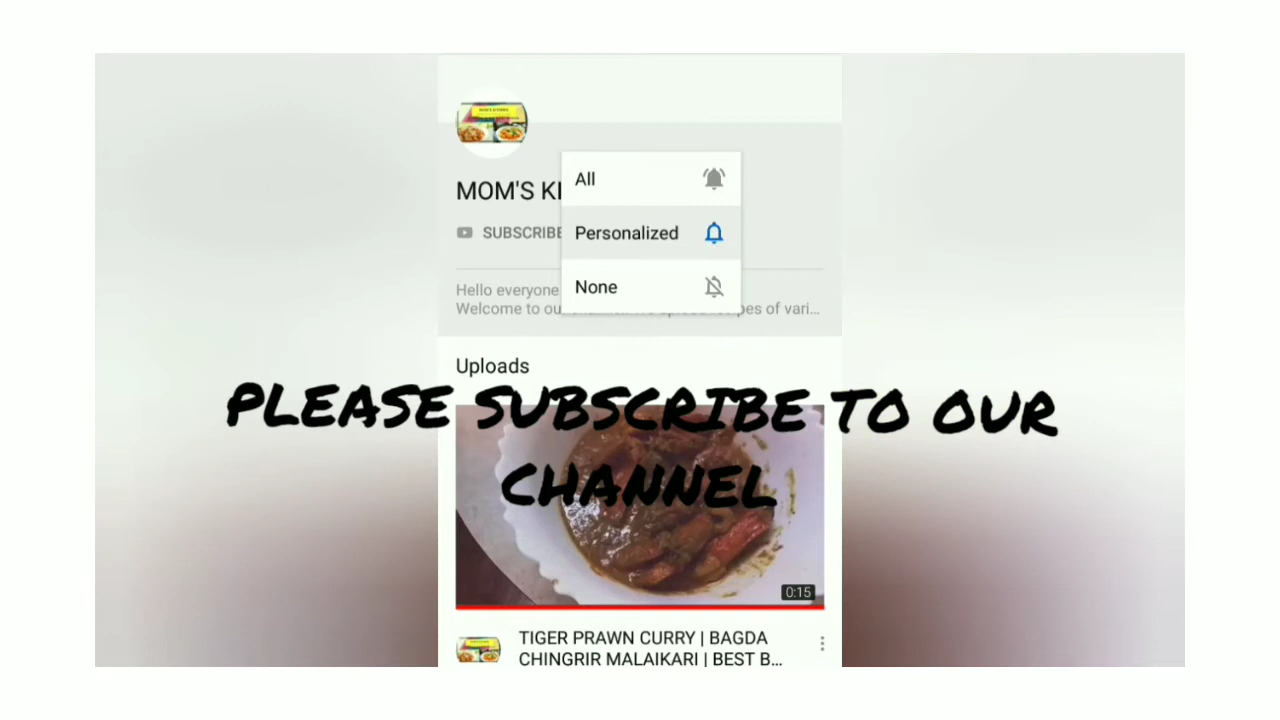 All
MOM'S KI
SUBSCRIBE
Personalized
None
Hello everyone
Welcome to ou
pes of vari...
Uploads
PLEASE SUBSCRIBE TO OUR
CHANNEL
0:15
TIGER PRAWN CURRY | BAGDA
CHINGRIR MALAIKARI | BEST B...